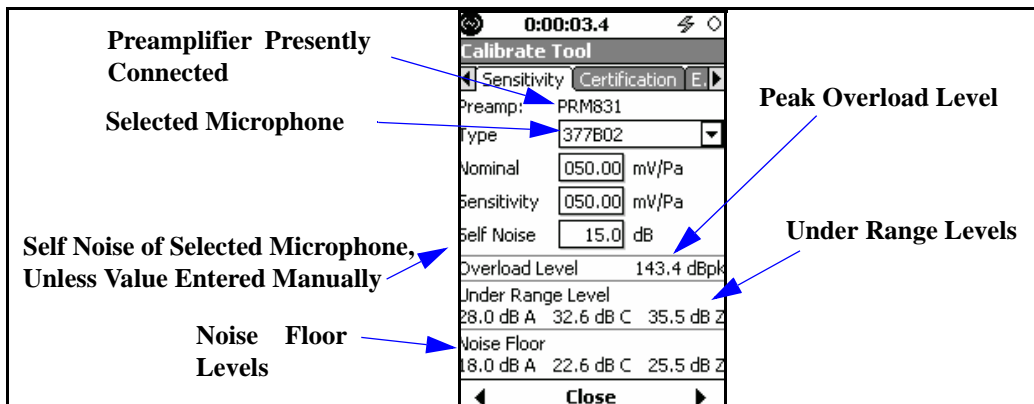 Preamplifier Presently
Connected
Selected Microphone
Self Noise of Selected Microphone,
Unless Value Entered Manually
Noise Floor
Levels
0:00:03.4
Calibrate Tool
Sensitivity Certification E.
Preamp: PRM831
Type 377B02
Nominal 050.00 mV/Pa
Sensitivity 050.00 mV/Pa
Self Noise 15.0 dB
Overload Level 143.4 dBpk
Under Range Level
28.0 dB A 32.6 dB C 35.5 dB Z
Noise Floor
18.0 dB A 22.6 dB C 25.5 dB Z
Close
Peak Overload Level
Under Range Levels